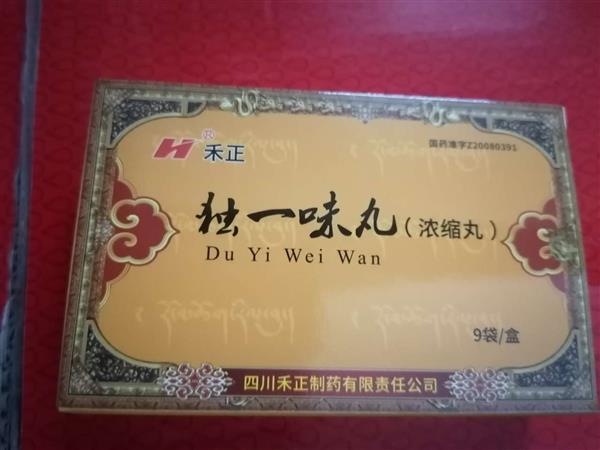 禾正
国药准字Z20080391
独一味丸（浓缩丸）
Du Yi Wei Wan
9袋/盒
四川禾正制药有限责任公司